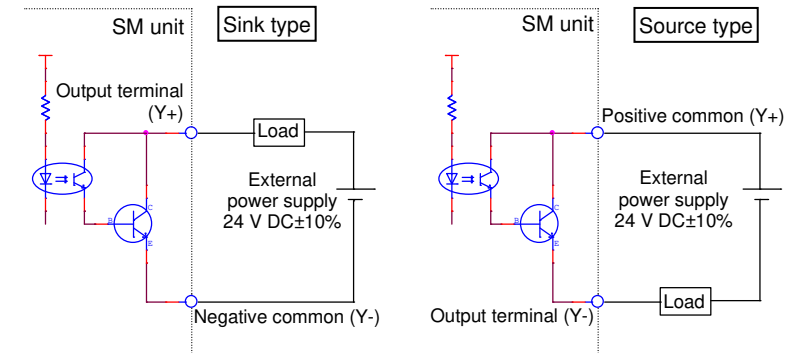 SM unit
Sink type
Output terminal
(Y+)
Load
External
power supply
24 V DC±10%
B
C
E
Negative common (Y-)
SM unit
Source type
Positive common (Y+)
External
power supply
24 V DC±10%
B
C
E
Output terminal (Y-)
Load